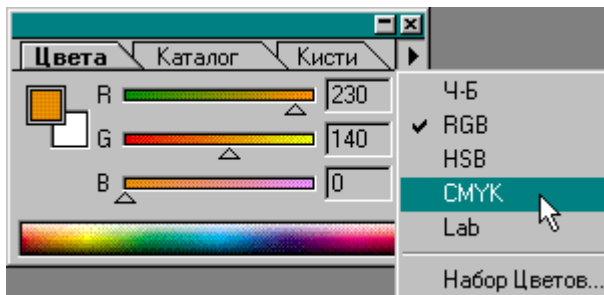 Цвета Каталог Кисти
R 230
G 140
B 0
Ч-Б
RGB
HSB
CMYK
Lab
Набор Цветов...